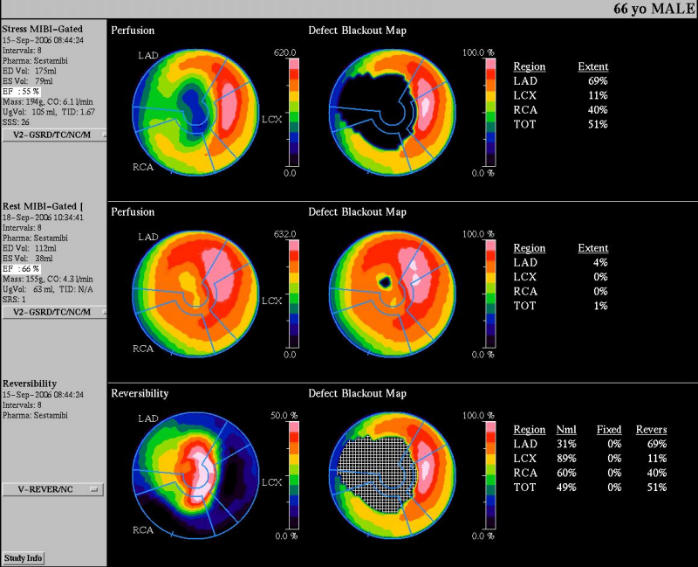 66 yo MALE
Stress MIBI-Gated
15-Sep-2006 08:44:24
Intervals: 8
Pharma: Sestamibi
ED Vol: 175ml
ES Vol: 79ml
EF : 55 %
Mass: 194g, CO: 6.1 l/min
UgVol: 105 ml, TID: 1.67
SSS: 26
V2-GSRD/TC/NC/M
Perfusion
LAD
LCX
RCA
620.0
0.0
Defect Blackout Map
100.0 %
0.0 %
Region Extent
LAD 69%
LCX 11%
RCA 40%
TOT 51%
Rest MIBI-Gated [
18-Sep-2006 10:34:41
Intervals: 8
Pharma: Sestamibi
ED Vol: 112ml
ES Vol: 38ml
EF : 66 %
Mass: 155g, CO: 4.3 l/min
UgVol: 63 ml, TID: N/A
SRS: 1
V2-GSRD/TC/NC/M
Perfusion
LAD
LCX
RCA
632.0
0.0
Defect Blackout Map
100.0 %
0.0 %
Region Extent
LAD 4%
LCX 0%
RCA 0%
TOT 1%
Reversibility
15-Sep-2006 08:44:24
Intervals: 8
Pharma: Sestamibi
V-REVER/NC
Study Info
Reversibility
LAD
LCX
RCA
50.0 %
0.0 %
Defect Blackout Map
100.0 %
0.0 %
Region Nml Fixed Revers
LAD 31% 0% 69%
LCX 89% 0% 11%
RCA 60% 0% 40%
TOT 49% 0% 51%